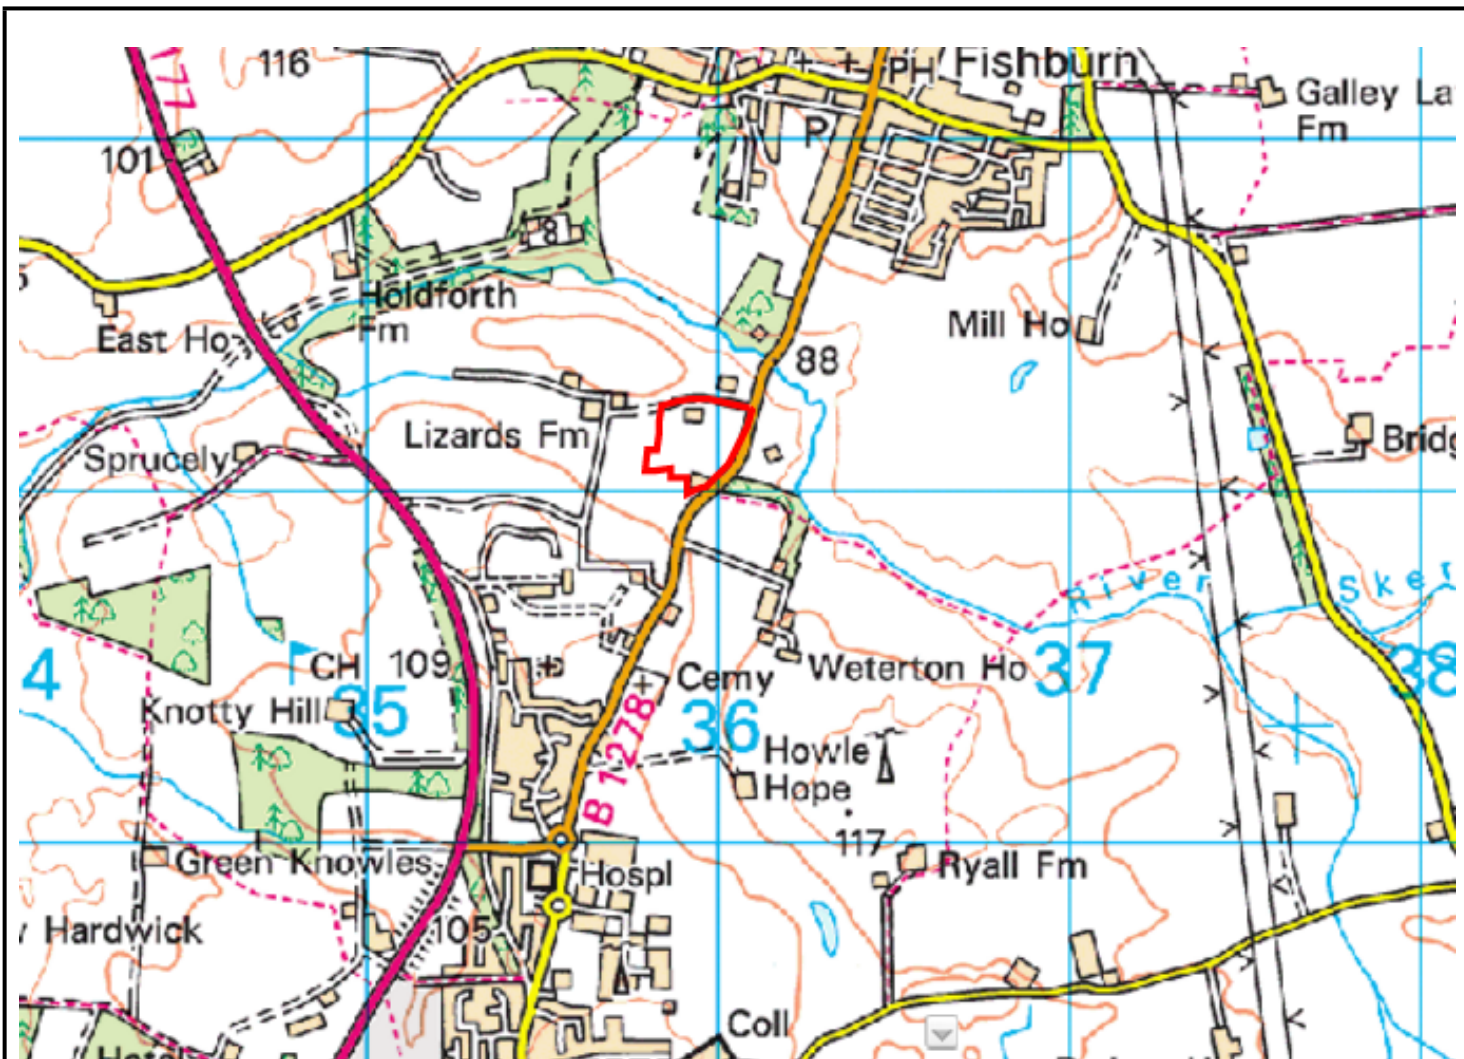 116
PH
Fishburn
Galley La
Fm
101
P
Holdforth
Fm
East Ho
Mill Ho
88
Lizards Fm
Bridg
Sprucely
River
Sker
4
CH 109
Cemy
Weterton Ho
37
38
Knotty Hill
35
36
B 1278
Howle
Hope
117
Green Knowles
Hospl
Ryall Fm
Hardwick
105
Coll
Hotel